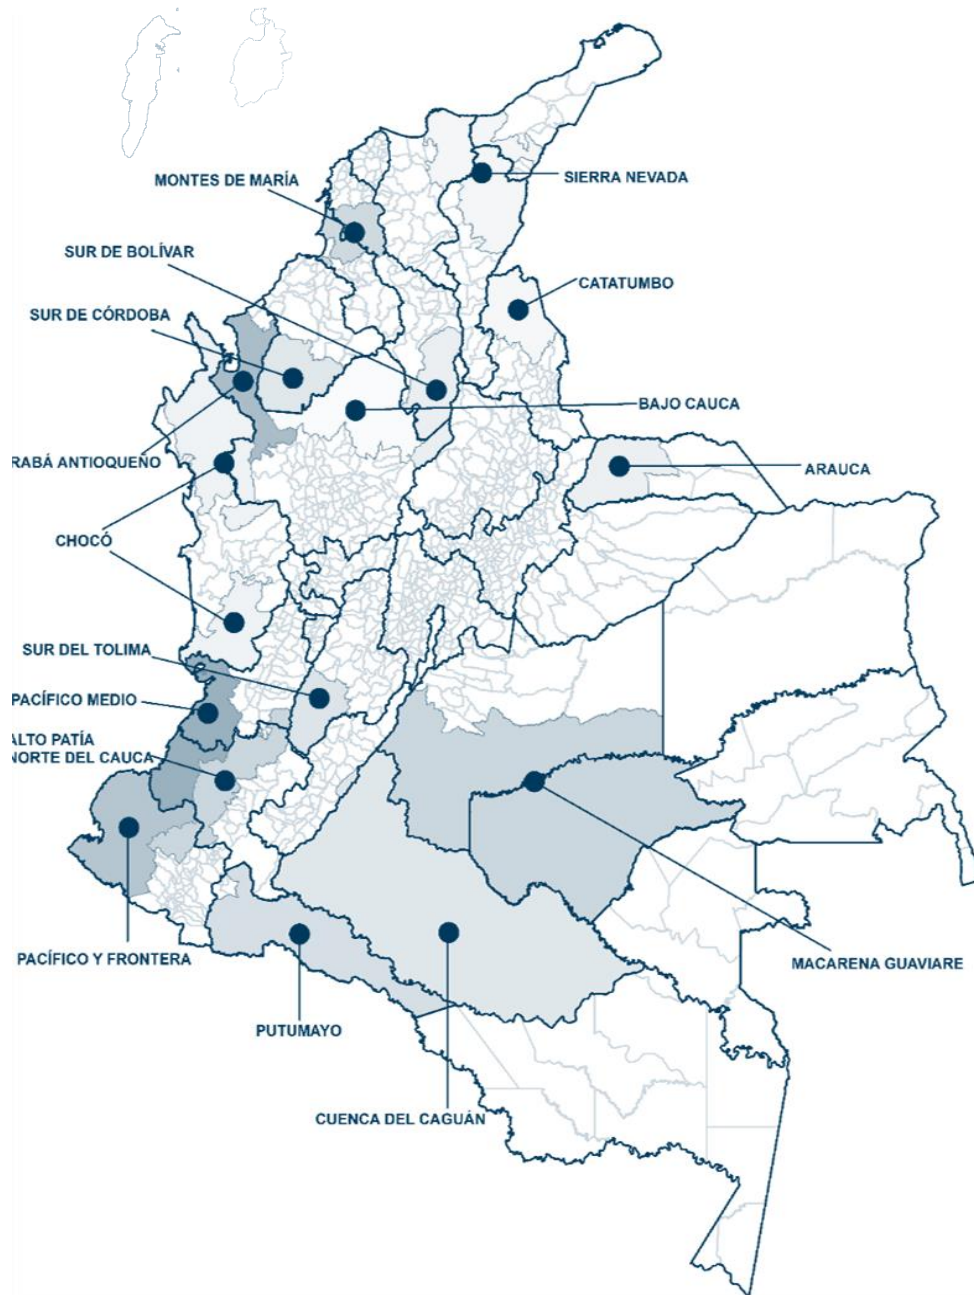 MONTES DE MARÍA
SIERRA NEVADA
SUR DE BOLÍVAR
CATATUMBO
SUR DE CÓRDOBA
BAJO CAUCA
RABÁ ANTIOQUEÑO
ARAUCA
CHOCÓ
SUR DEL TOLIMA
PACÍFICO MEDIO
ALTO PATÍA
NORTE DEL CAUCA
PACÍFICO Y FRONTERA
MACARENA GUAVIARE
PUTUMAYO
CUENCA DEL CAGUÁN